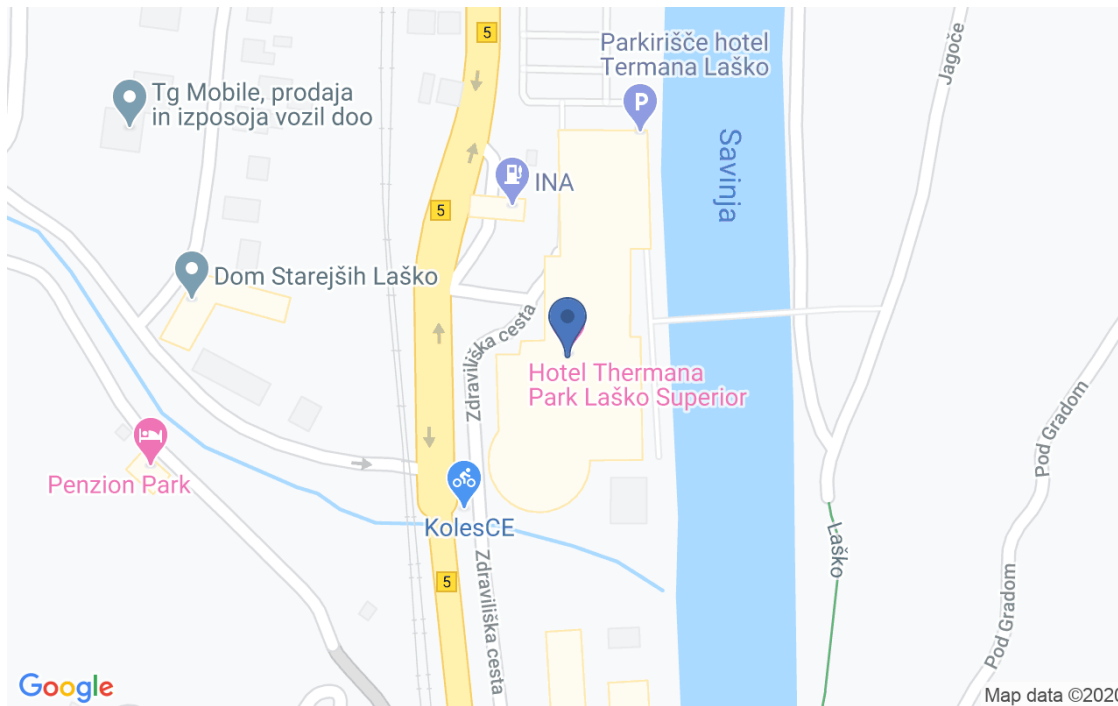 5
Parkirišče hotel
Termana Laško
Jagoče
Tg Mobile, prodaja
in izposoja vozil doo
P
Savinja
INA
5
Dom Starejših Laško
Zdraviliška cesta
Hotel Thermana
Park Laško Superior
Pod Gradom
Penzion Park
KolesCE
Laško
5
Zdraviliška cesta
Pod Gradom
Google
Map data ©2020